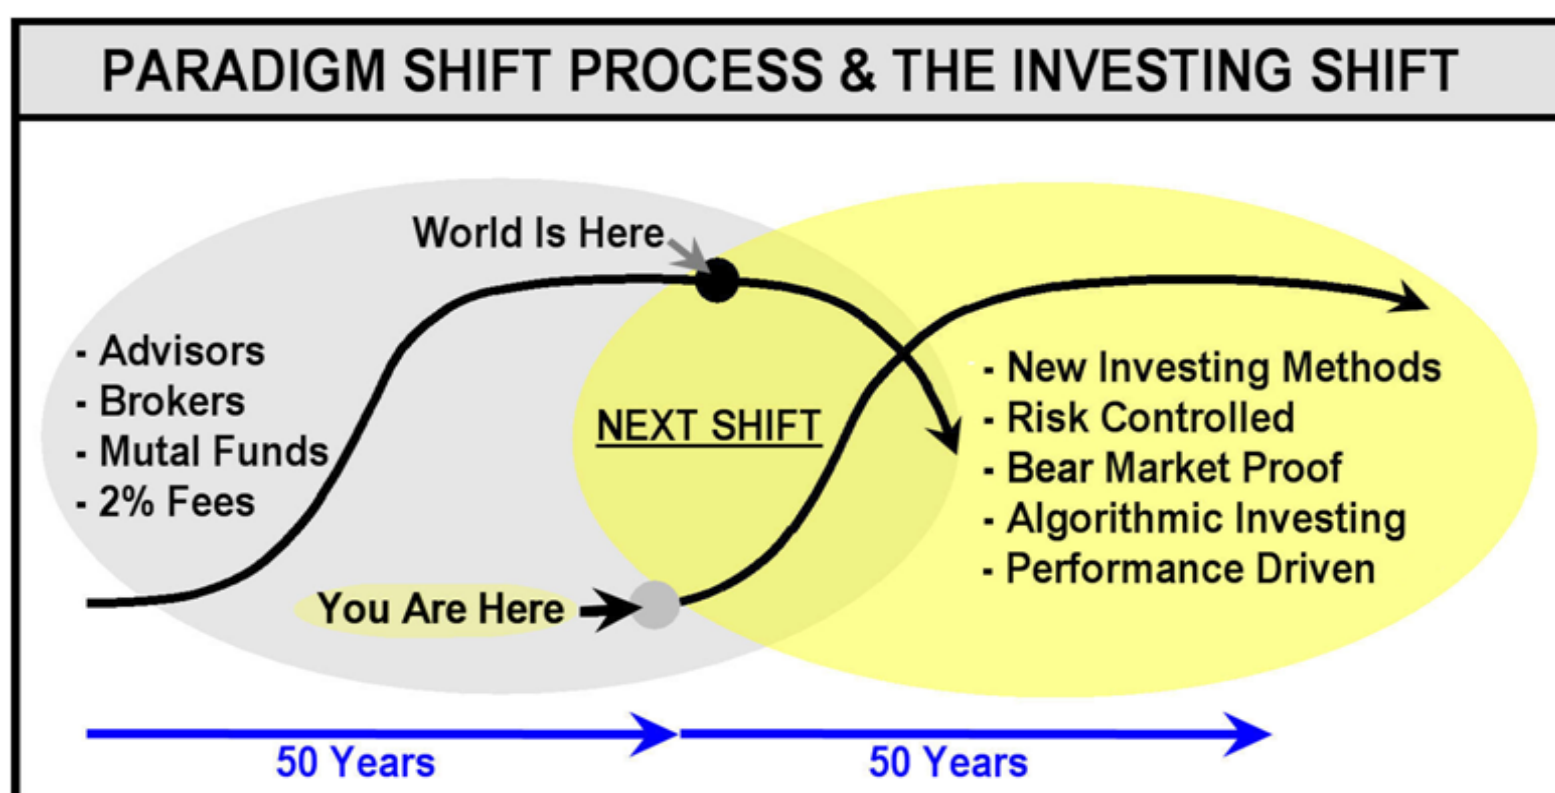 PARADIGM SHIFT PROCESS & THE INVESTING SHIFT
World Is Here
- Advisors
- Brokers
- Mutal Funds
- 2% Fees
NEXT SHIFT
- New Investing Methods
- Risk Controlled
- Bear Market Proof
- Algorithmic Investing
- Performance Driven
You Are Here
50 Years
50 Years